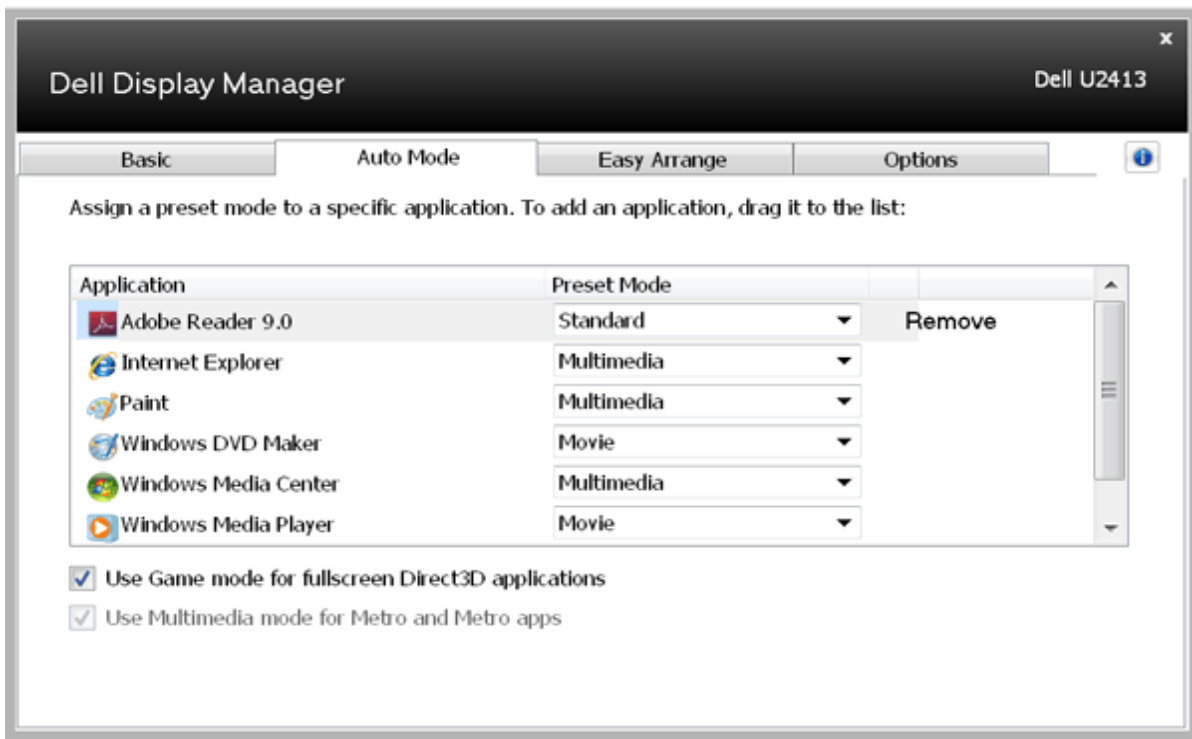 x
Dell Display Manager
Dell U2413
Basic
Auto Mode
Easy Arrange
Options
Assign a preset mode to a specific application. To add an application, drag it to the list:
Application Preset Mode
Adobe Reader 9.0 Standard Remove
Internet Explorer Multimedia
Paint Multimedia
Windows DVD Maker Movie
Windows Media Center Multimedia
Windows Media Player Movie
Use Game mode for fullscreen Direct3D applications
Use Multimedia mode for Metro and Metro apps